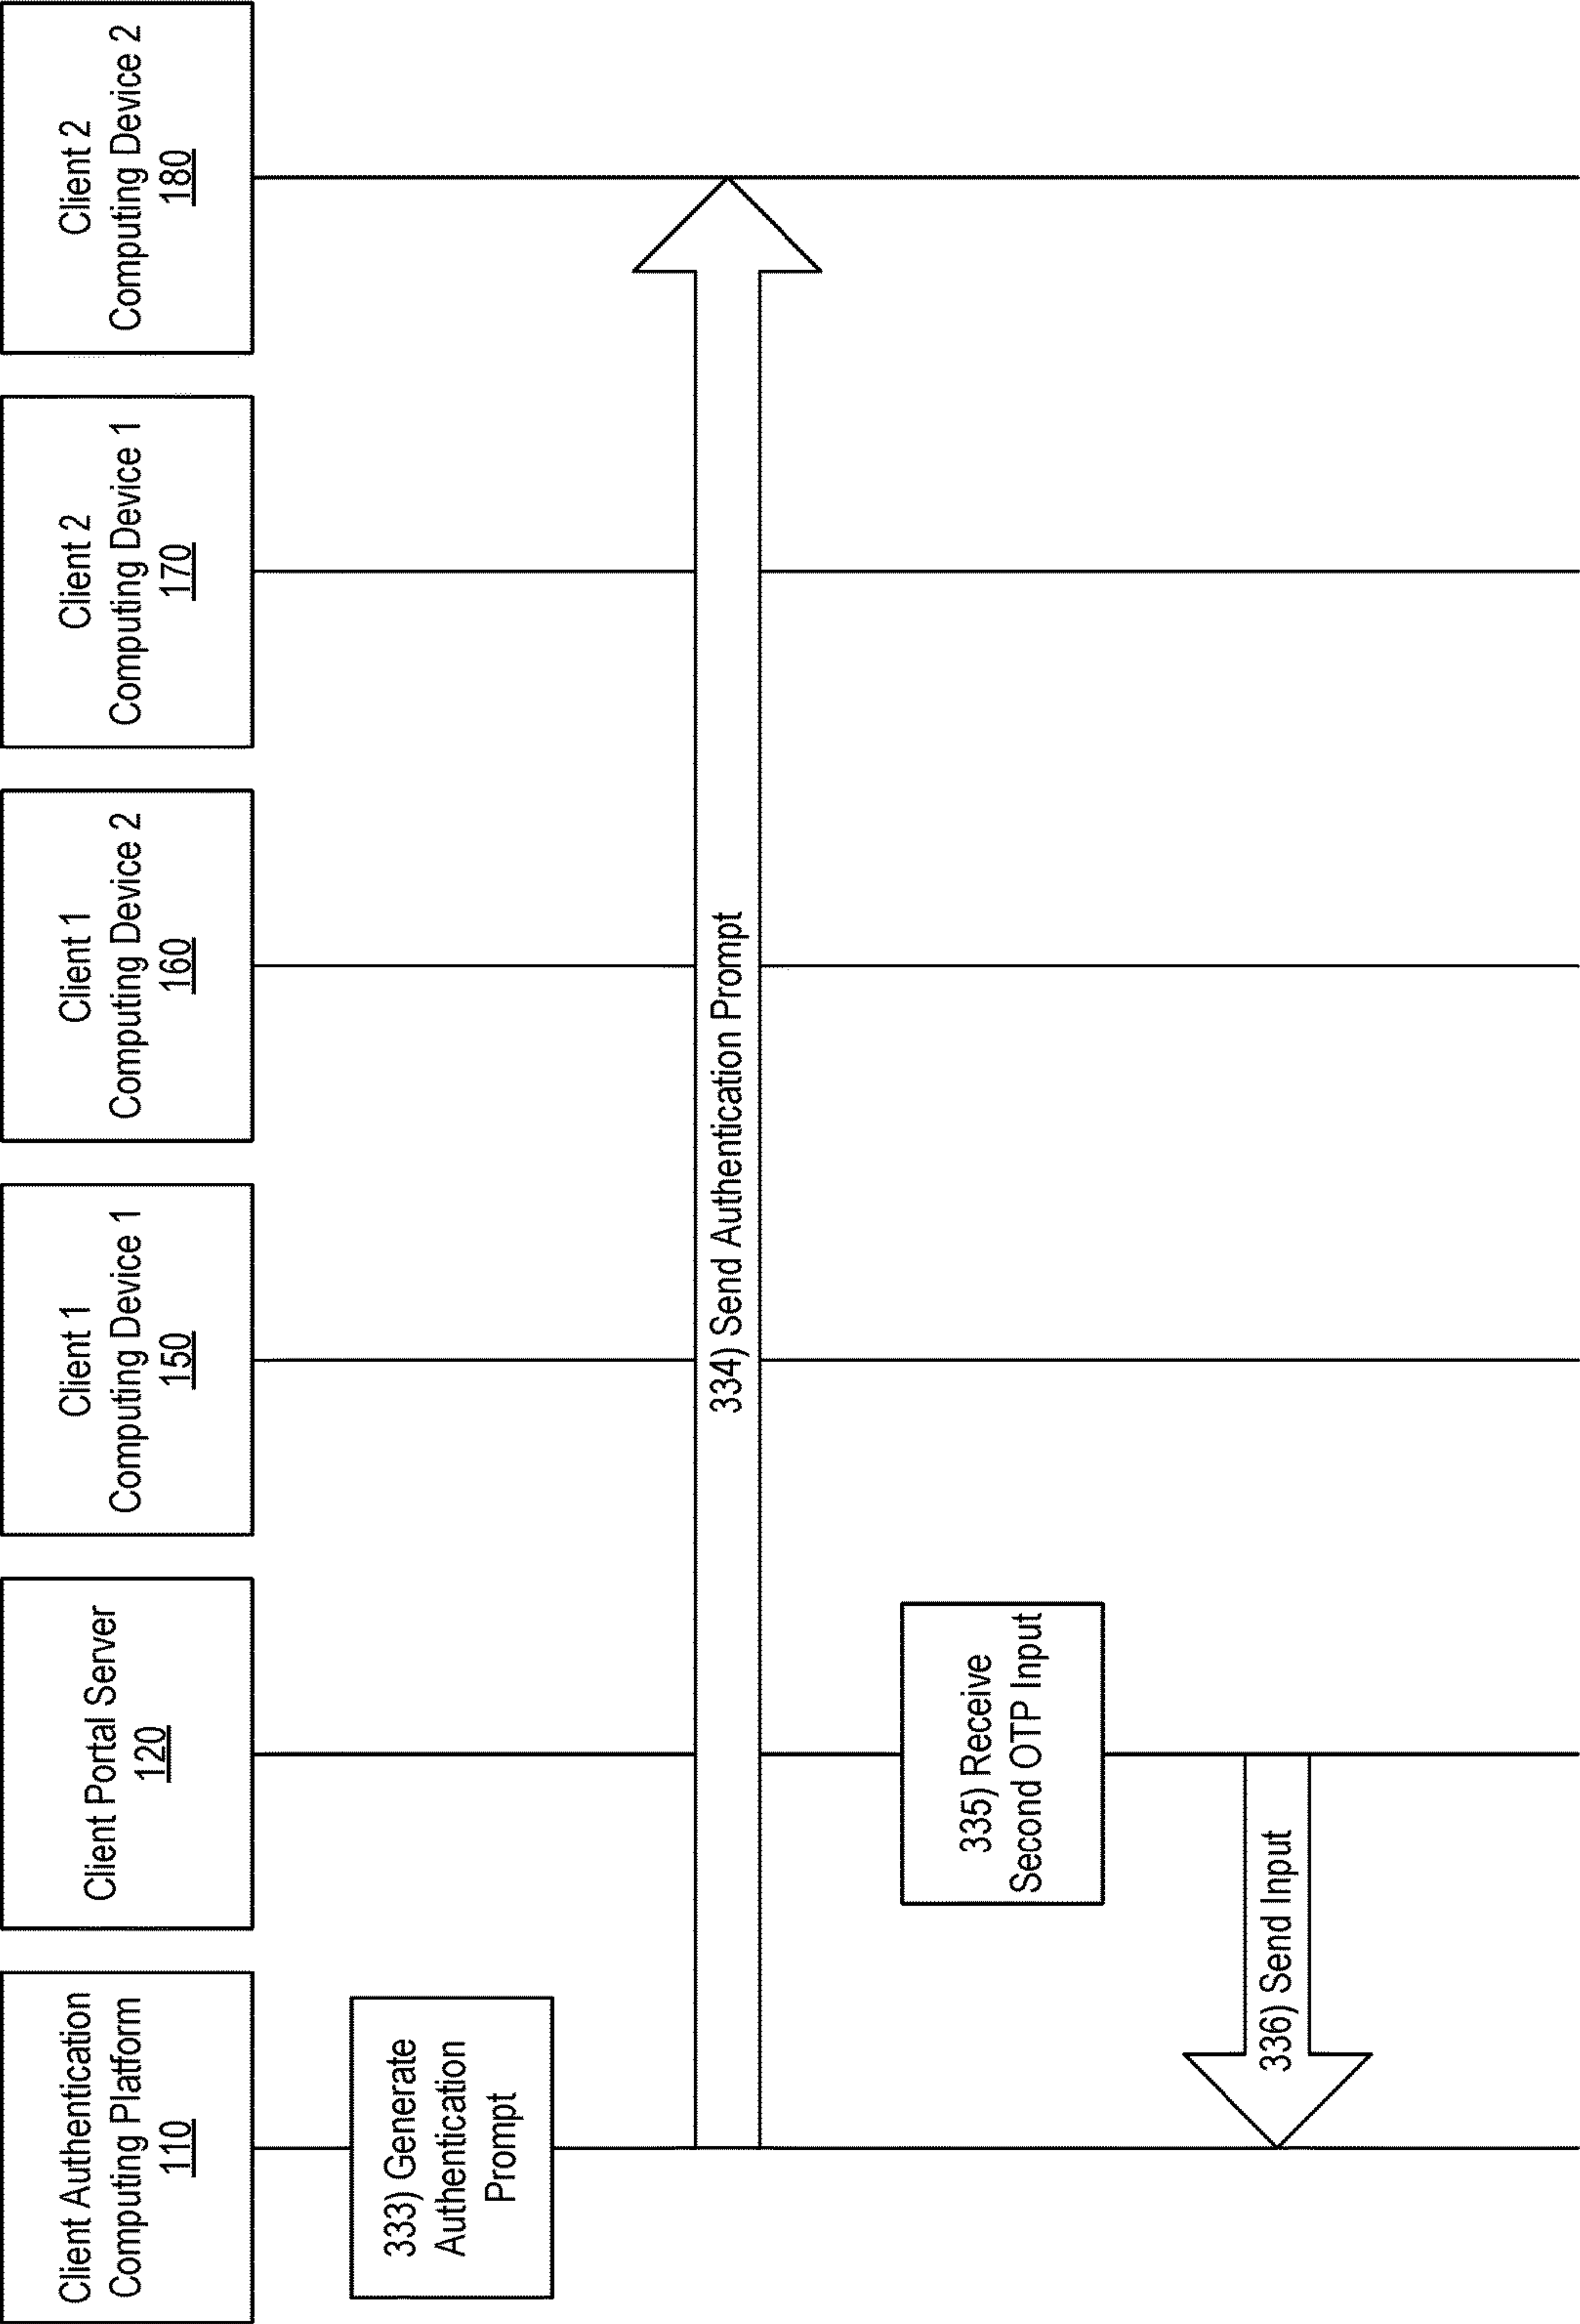 Client Authentication
Computing Platform
110
Client Portal Server
120
Client 1
Computing Device 1
150
Client 1
Computing Device 2
160
Client 2
Computing Device 1
170
Client 2
Computing Device 2
180
333) Generate
Authentication
Prompt
334) Send Authentication Prompt
335) Receive
Second OTP Input
336) Send Input